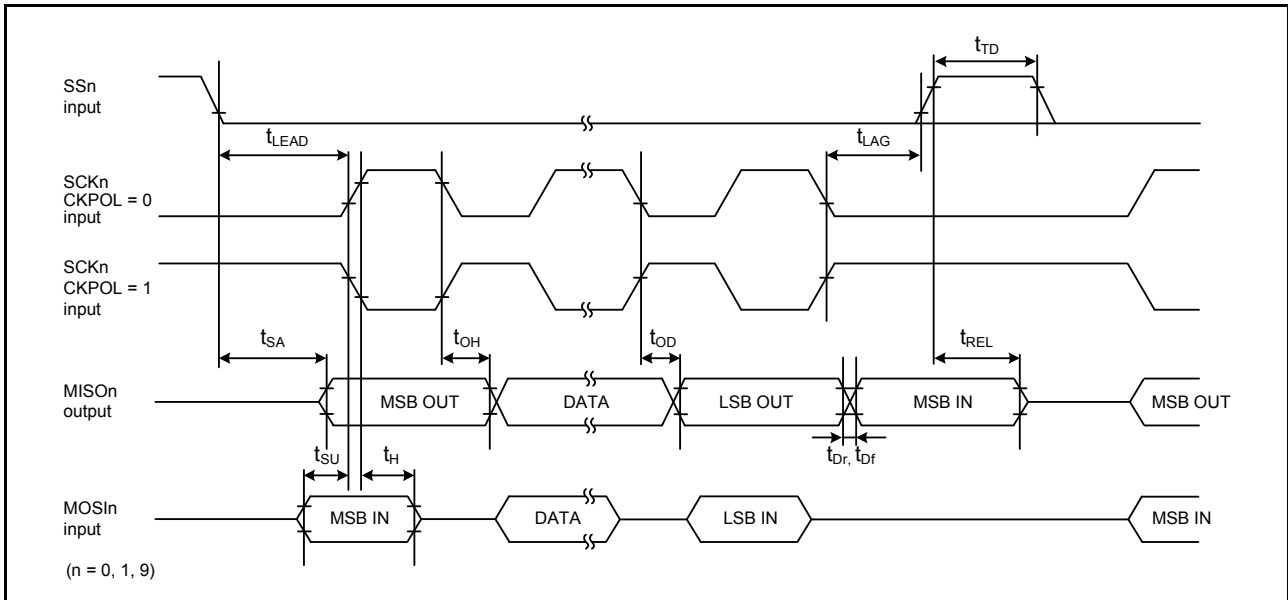 tTD
SSn
input
tLEAD
tLAG
SCKn
CKPOL = 0
input
SCKn
CKPOL = 1
input
tSA
tOH
tOD
tREL
MISOn
output
MSB OUT
DATA
LSB OUT
MSB IN
MSB OUT
tSU
tH
tDr, tDf
MOSIn
input
MSB IN
DATA
LSB IN
MSB IN
(n = 0, 1, 9)